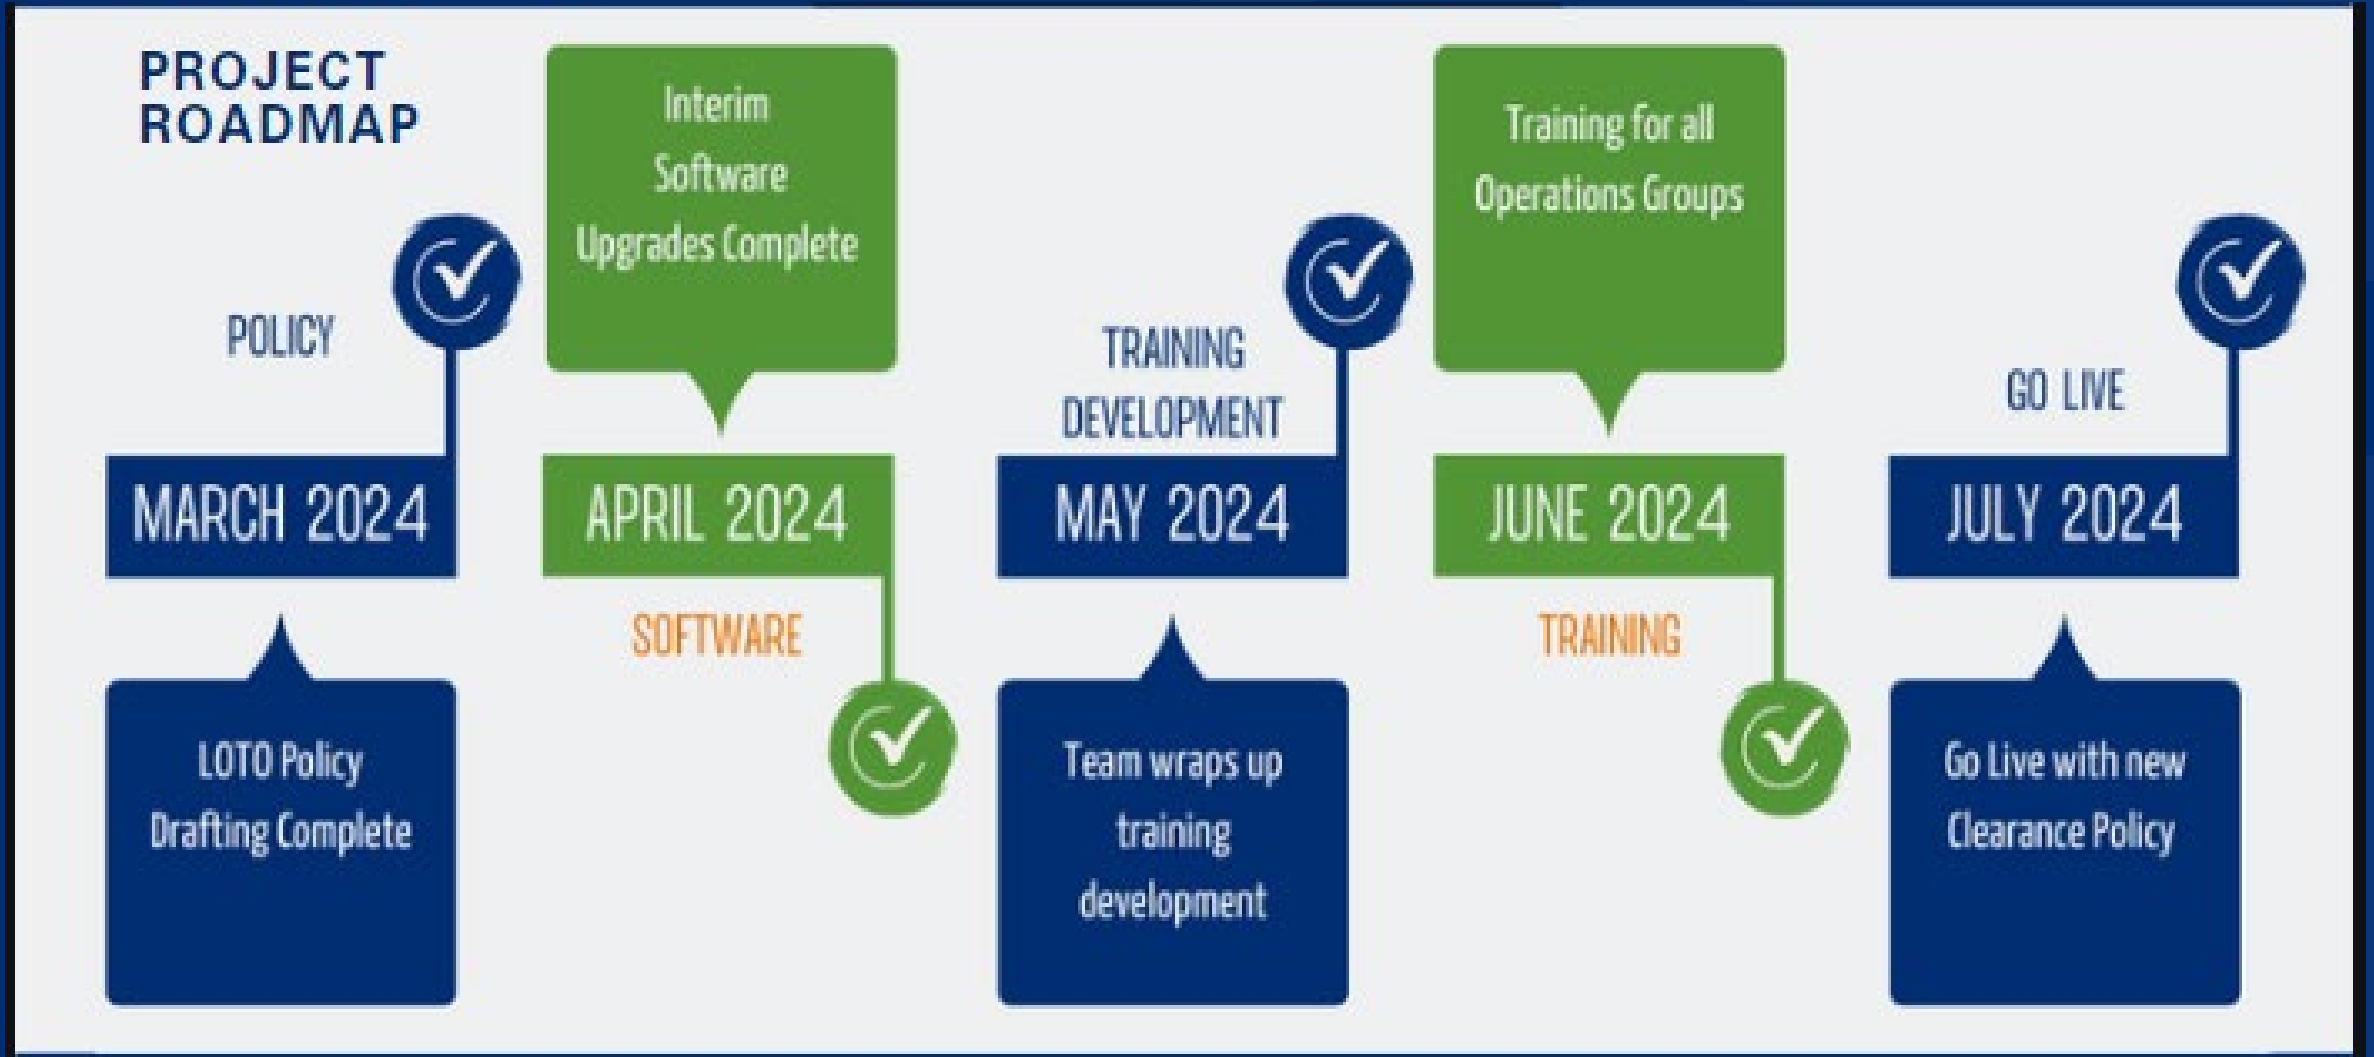 PROJECT
ROADMAP
POLICY
MARCH 2024
LOTO Policy
Drafting Complete
Interim
Software
Upgrades Complete
APRIL 2024
SOFTWARE
TRAINING
DEVELOPMENT
MAY 2024
Team wraps up
training
development
Training for all
Operations Groups
JUNE 2024
TRAINING
GO LIVE
JULY 2024
Go Live with new
Clearance Policy